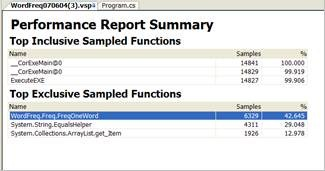 WordFreq070604(3).vsp Program.cs
Performance Report Summary
Top Inclusive Sampled Functions
Name Samples %
__CorExeMain@0 14841 100.000
__CorExeMain@0 14829 99.919
ExecuteEXE 14827 99.906
Top Exclusive Sampled Functions
Name Samples %
WordFreq.Freq.FreqOneWord 6329 42.645
System.String.EqualsHelper 4311 29.048
System.Collections.ArrayList.get_Item 1926 12.978